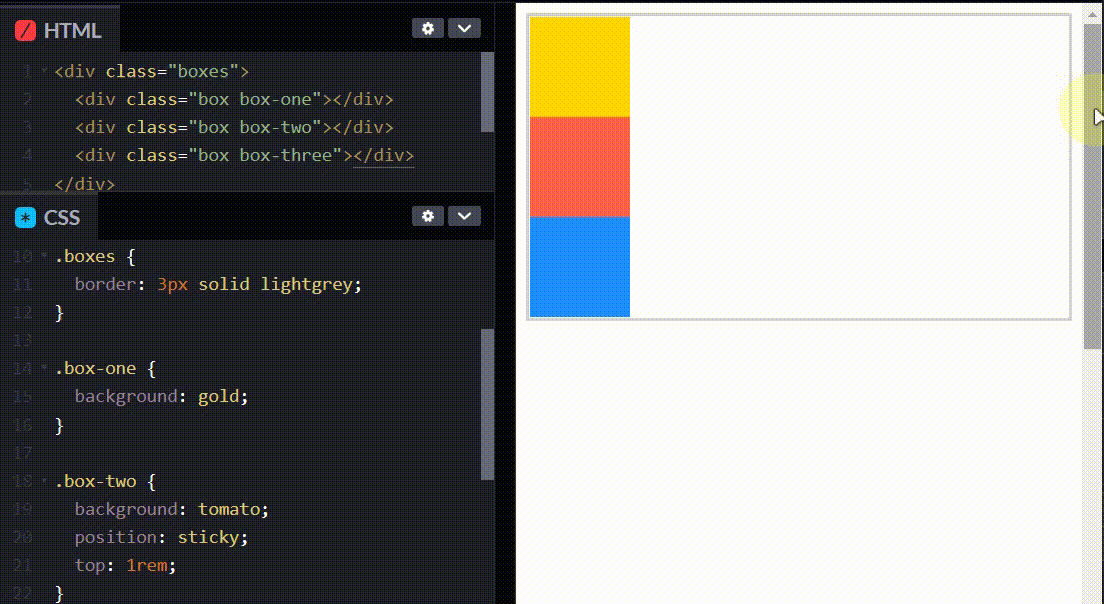 HTML
1 <div class="boxes">
2 <div class="box box-one"></div>
3 <div class="box box-two"></div>
4 <div class="box box-three"></div>
5 </div>
CSS
10 .boxes {
11 border: 3px solid lightgrey;
12 }
13
14 .box-one {
15 background: gold;
16 }
17
18 .box-two {
19 background: tomato;
20 position: sticky;
21 top: 1rem;
22 }